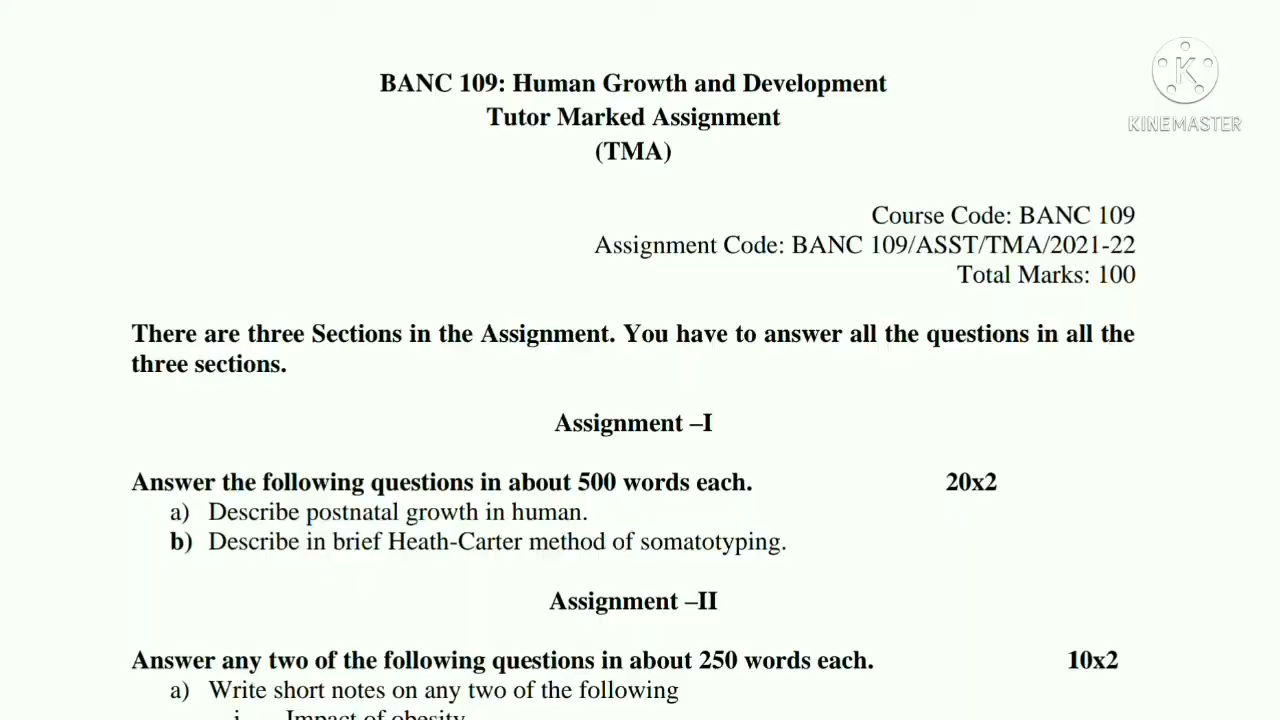 BANC 109: Human Growth and Development
Tutor Marked Assignment
(TMA)
K
KINEMASTER
Course Code: BANC 109
Assignment Code: BANC 109/ASST/TMA/2021-22
Total Marks: 100
There are three Sections in the Assignment. You have to answer all the questions in all the
three sections.
Assignment –I
Answer the following questions in about 500 words each. 20x2
a) Describe postnatal growth in human.
b) Describe in brief Heath-Carter method of somatotyping.
Assignment –II
Answer any two of the following questions in about 250 words each. 10x2
a) Write short notes on any two of the following
i. Impact of obesity